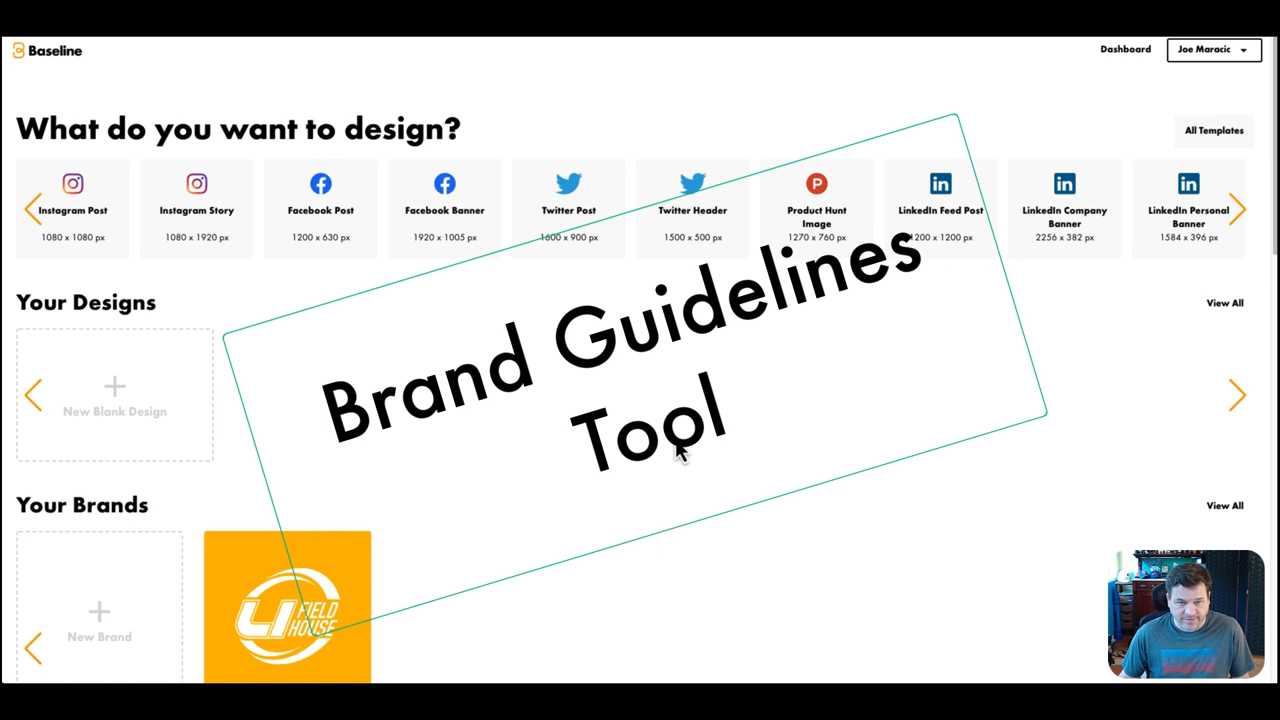 Baseline
Dashboard
Joe Maracic
What do you want to design?
All Templates
Instagram Post
1080 x 1080 px
Instagram Story
1080 x 1920 px
Facebook Post
1200 x 630 px
Facebook Banner
1920 x 1005 px
Twitter Post
1600 x 900 px
Twitter Header
1500 x 500 px
Product Hunt
Image
1270 x 760 px
LinkedIn Feed Post
1200 x 1200 px
LinkedIn Company
Banner
2256 x 382 px
LinkedIn Personal
Banner
1584 x 396 px
Brand Guidelines
Tool
Your Designs
View All
New Blank Design
Your Brands
View All
New Brand
U FIELD
HOUSE